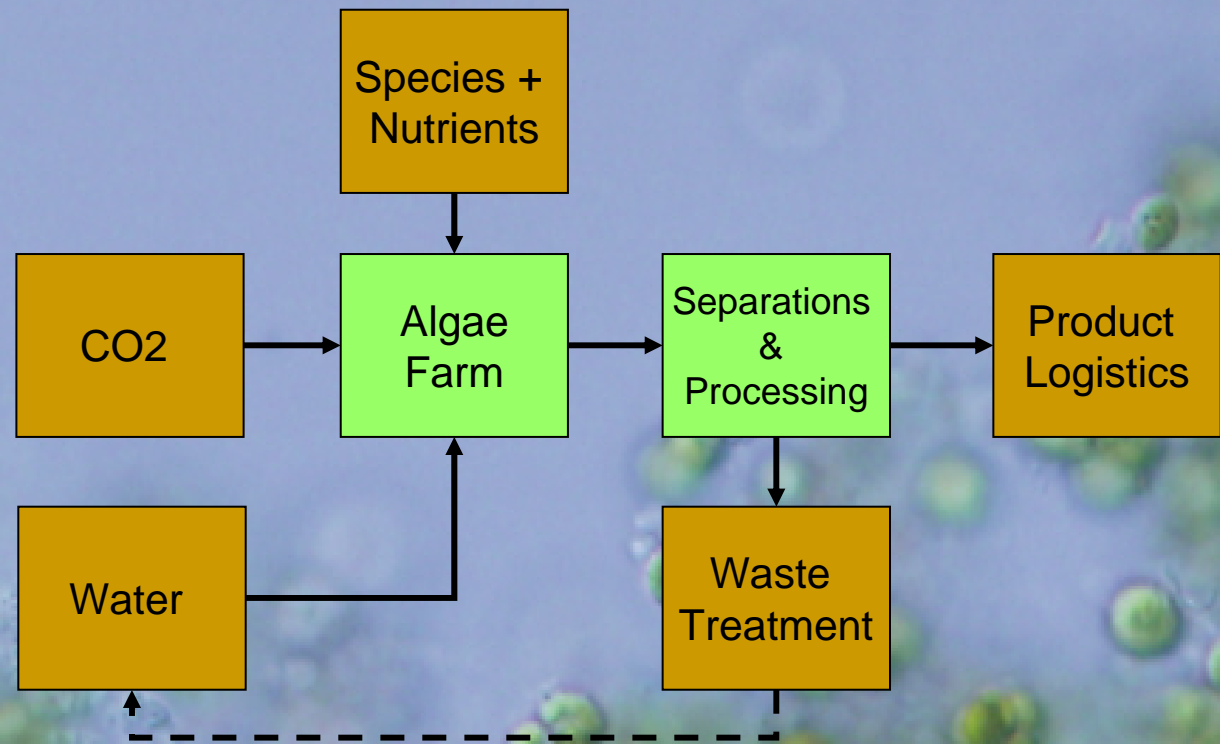 Species +
Nutrients
CO2
Algae
Farm
Separations
&
Processing
Product
Logistics
Water
Waste
Treatment